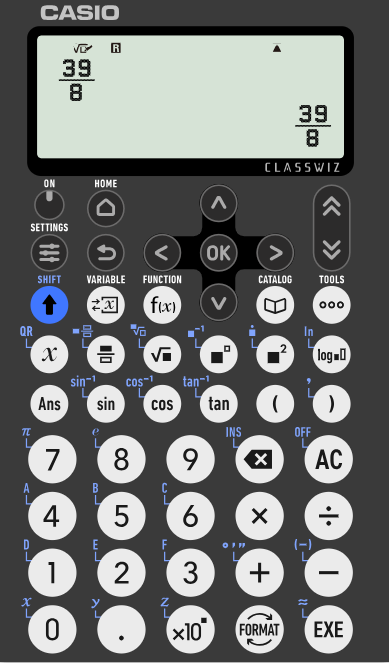 CASIO
√□/ R ▲
39
8
39
8
CLASSWIZ
ON HOME
SETTINGS
< OK >
SHIFT VARIABLE FUNCTION CATALOG TOOLS
x f(x) ooo
QR √ ■⁻¹ ln
x √■ ■□ ■² log■□
sin⁻¹ cos⁻¹ tan⁻¹ ,
Ans sin cos tan ( )
π e INS OFF
7 8 9 AC
A B C
4 5 6 × ÷
D E F ° ′ ″ (−)
1 2 3 + −
x y z ≈
0 . ×10■ FORMAT EXE